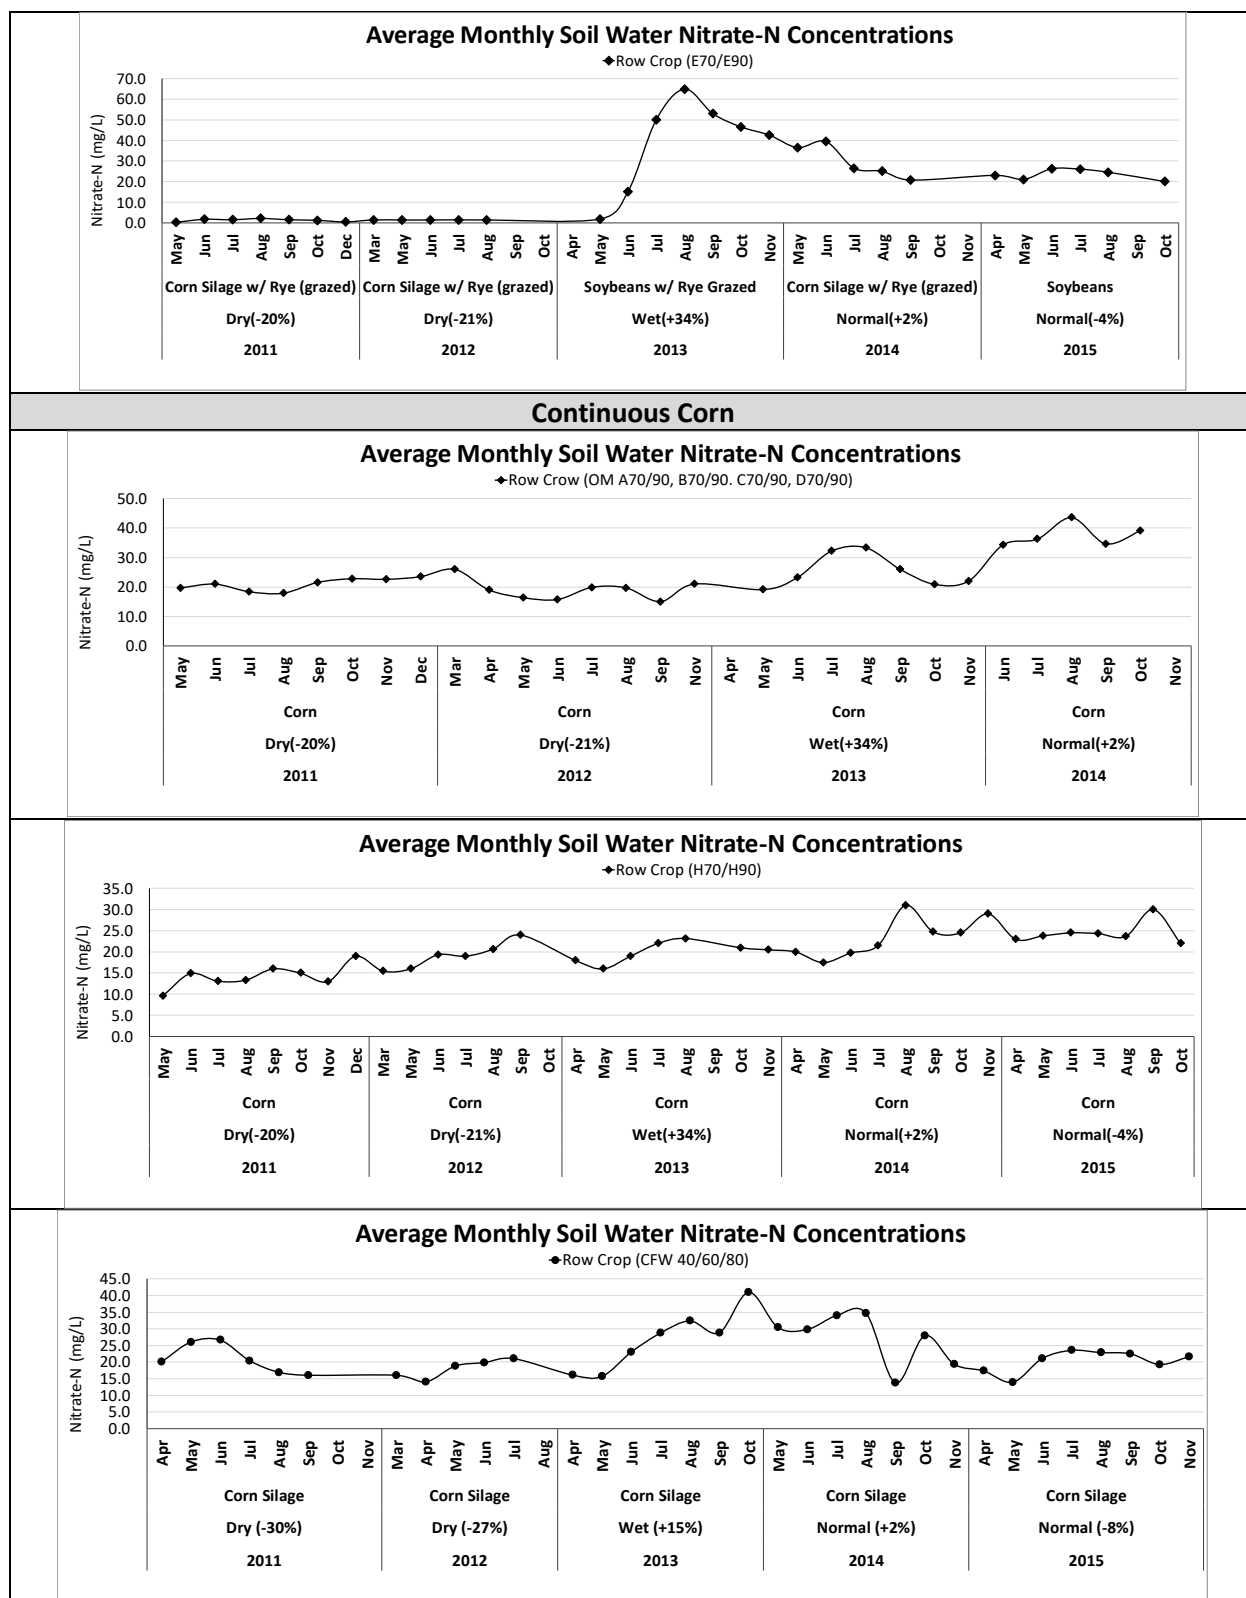 Average Monthly Soil Water Nitrate-N Concentrations
Row Crop (E70/E90)
70.0
60.0
50.0
40.0
30.0
20.0
10.0
0.0
Nitrate-N (mg/L)
May Jun Jul Aug Sep Oct Dec Mar May Jun Jul Aug Sep Oct Apr May Jun Jul Aug Sep Oct Nov May Jun Jul Aug Sep Oct Nov Apr May Jun Jul Aug Sep Oct
Corn Silage w/ Rye (grazed) Corn Silage w/ Rye (grazed) Soybeans w/ Rye Grazed Corn Silage w/ Rye (grazed) Soybeans
Dry(-20%) Dry(-21%) Wet(+34%) Normal(+2%) Normal(-4%)
2011 2012 2013 2014 2015
Continuous Corn
Average Monthly Soil Water Nitrate-N Concentrations
Row Crow (OM A70/90, B70/90. C70/90, D70/90)
50.0
40.0
30.0
20.0
10.0
0.0
Nitrate-N (mg/L)
May Jun Jul Aug Sep Oct Nov Dec Mar Apr May Jun Jul Aug Sep Nov Apr May Jun Jul Aug Sep Oct Nov Jun Jul Aug Sep Oct Nov
Corn Corn Corn Corn
Dry(-20%) Dry(-21%) Wet(+34%) Normal(+2%)
2011 2012 2013 2014
Average Monthly Soil Water Nitrate-N Concentrations
Row Crop (H70/H90)
35.0
30.0
25.0
20.0
15.0
10.0
5.0
0.0
Nitrate-N (mg/L)
May Jun Jul Aug Sep Oct Nov Dec Mar May Jun Jul Aug Sep Oct Apr May Jun Jul Aug Sep Oct Nov Apr May Jun Jul Aug Sep Oct Nov Apr May Jun Jul Aug Sep Oct
Corn Corn Corn Corn Corn
Dry(-20%) Dry(-21%) Wet(+34%) Normal(+2%) Normal(-4%)
2011 2012 2013 2014 2015
Average Monthly Soil Water Nitrate-N Concentrations
Row Crop (CFW 40/60/80)
45.0
40.0
35.0
30.0
25.0
20.0
15.0
10.0
5.0
0.0
Nitrate-N (mg/L)
Apr May Jun Jul Aug Sep Oct Nov Mar Apr May Jun Jul Aug Apr May Jun Jul Aug Sep Oct May Jun Jul Aug Sep Oct Nov Apr May Jun Jul Aug Sep Oct Nov
Corn Silage Corn Silage Corn Silage Corn Silage Corn Silage
Dry (-30%) Dry (-27%) Wet (+15%) Normal (+2%) Normal (-8%)
2011 2012 2013 2014 2015